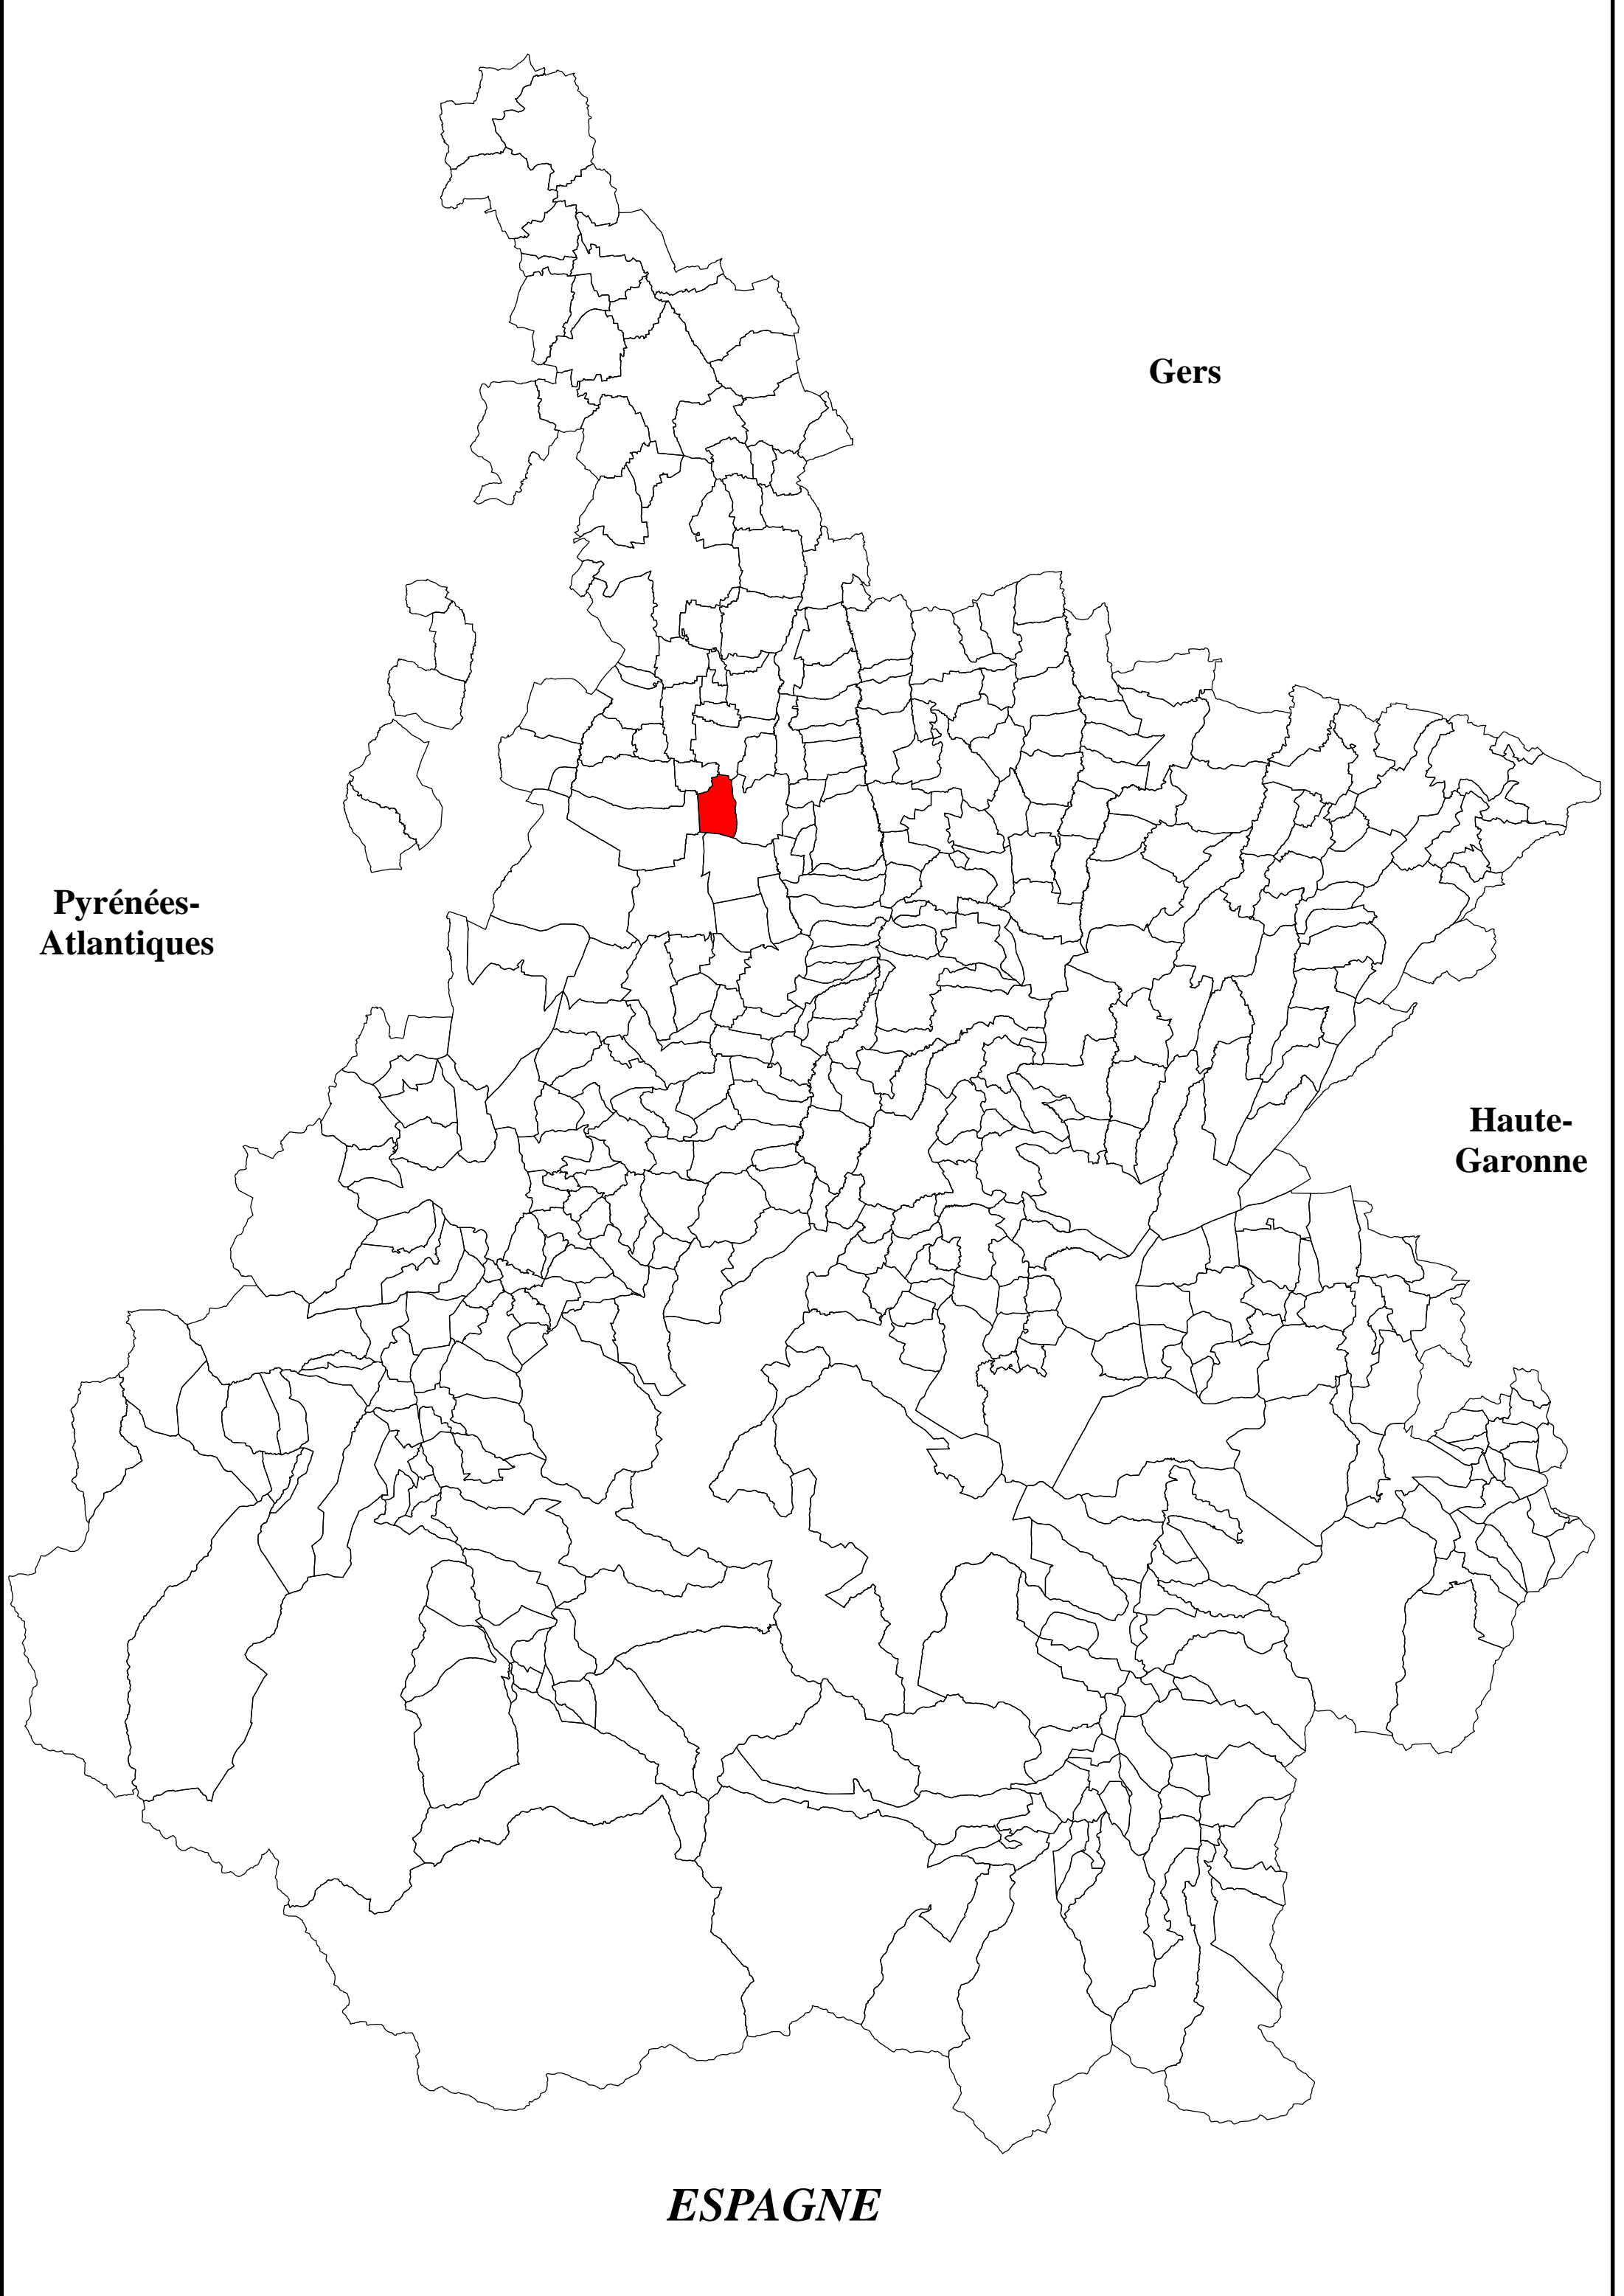 Gers
Pyrénées-
Atlantiques
Haute-
Garonne
ESPAGNE